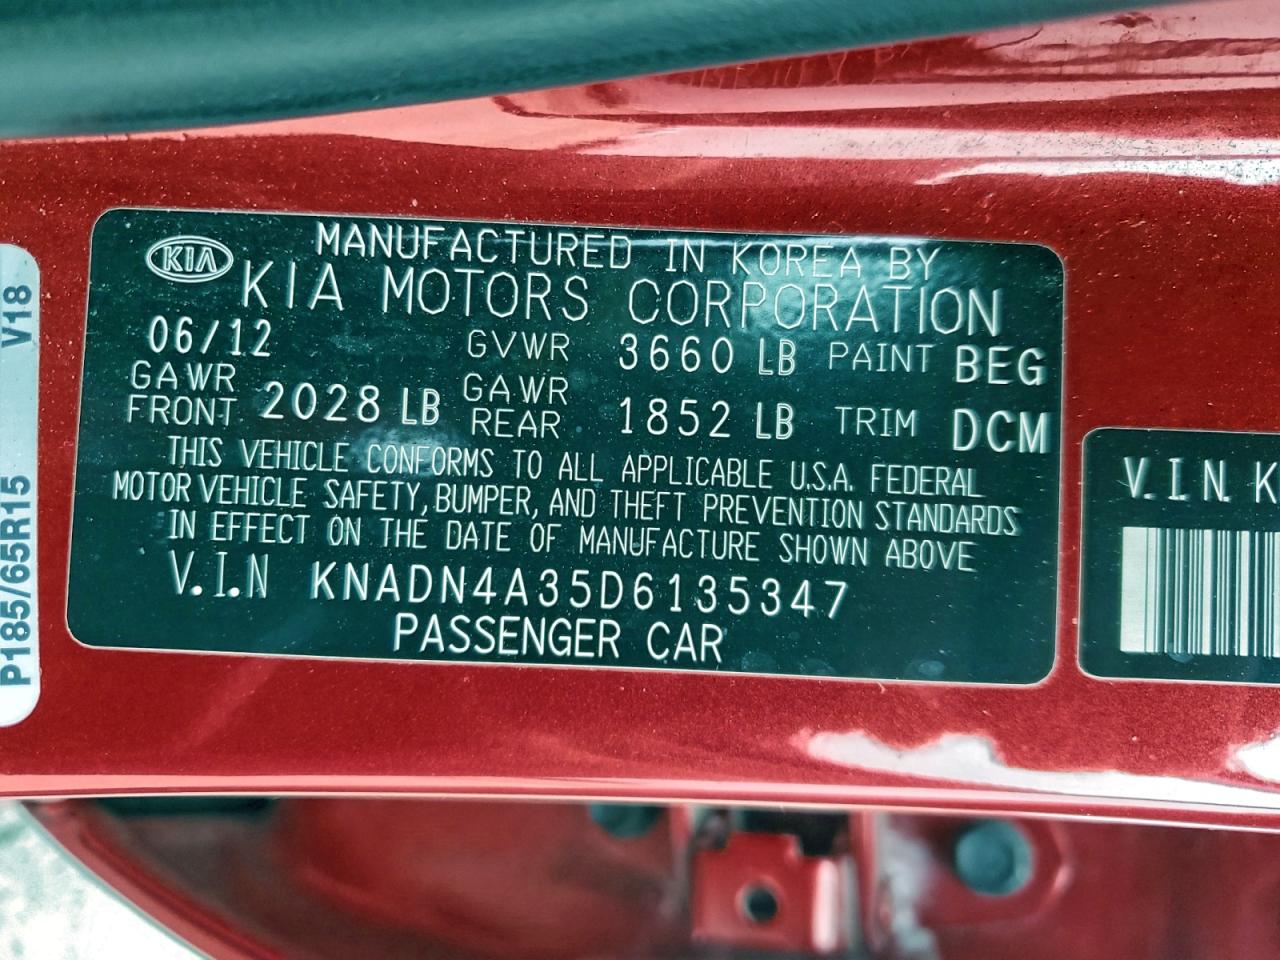 MANUFACTURED IN KOREA BY
KIA KIA MOTORS CORPORATION
06/12 GVWR 3660 LB PAINT BEG
GAWR FRONT 2028 LB GAWR REAR 1852 LB TRIM DCM
THIS VEHICLE CONFORMS TO ALL APPLICABLE U.S.A. FEDERAL
MOTOR VEHICLE SAFETY, BUMPER, AND THEFT PREVENTION STANDARDS
IN EFFECT ON THE DATE OF MANUFACTURE SHOWN ABOVE
V.I.N KNADN4A35D6135347
PASSENGER CAR
P185/65R15 V18
V.I.N. K